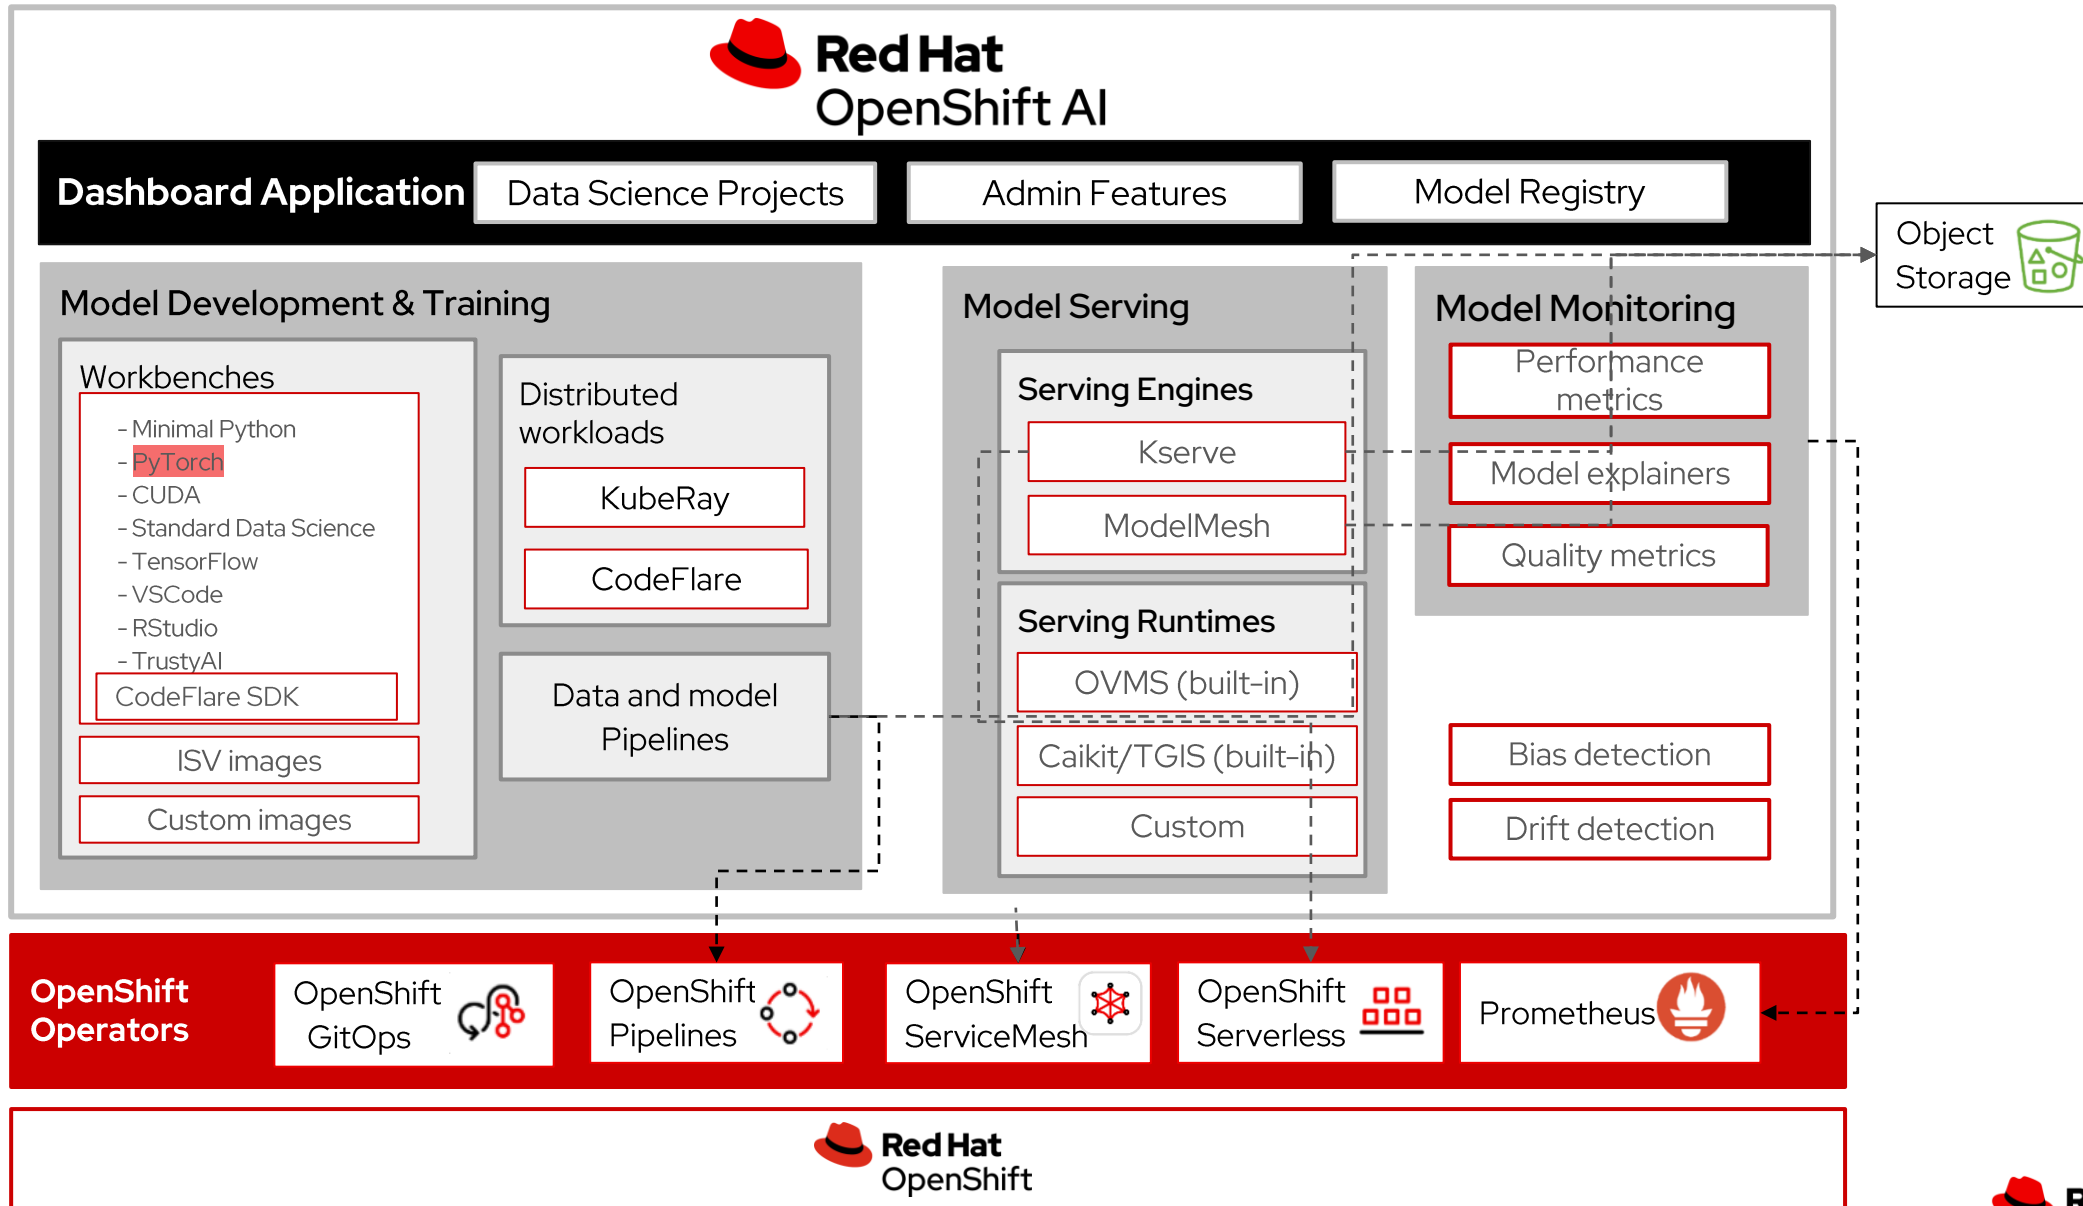 Red Hat
OpenShift AI
Dashboard Application
Data Science Projects
Admin Features
Model Registry
Object
Storage
Model Development & Training
Workbenches
- Minimal Python
- PyTorch
- CUDA
- Standard Data Science
- TensorFlow
- VSCode
- RStudio
- TrustyAI
CodeFlare SDK
ISV images
Custom images
Distributed
workloads
KubeRay
CodeFlare
Data and model
Pipelines
Model Serving
Serving Engines
Kserve
ModelMesh
Serving Runtimes
OVMS (built-in)
Caikit/TGIS (built-in)
Custom
Model Monitoring
Performance
metrics
Model explainers
Quality metrics
Bias detection
Drift detection
OpenShift
Operators
OpenShift
GitOps
OpenShift
Pipelines
OpenShift
ServiceMesh
OpenShift
Serverless
Prometheus
Red Hat
OpenShift